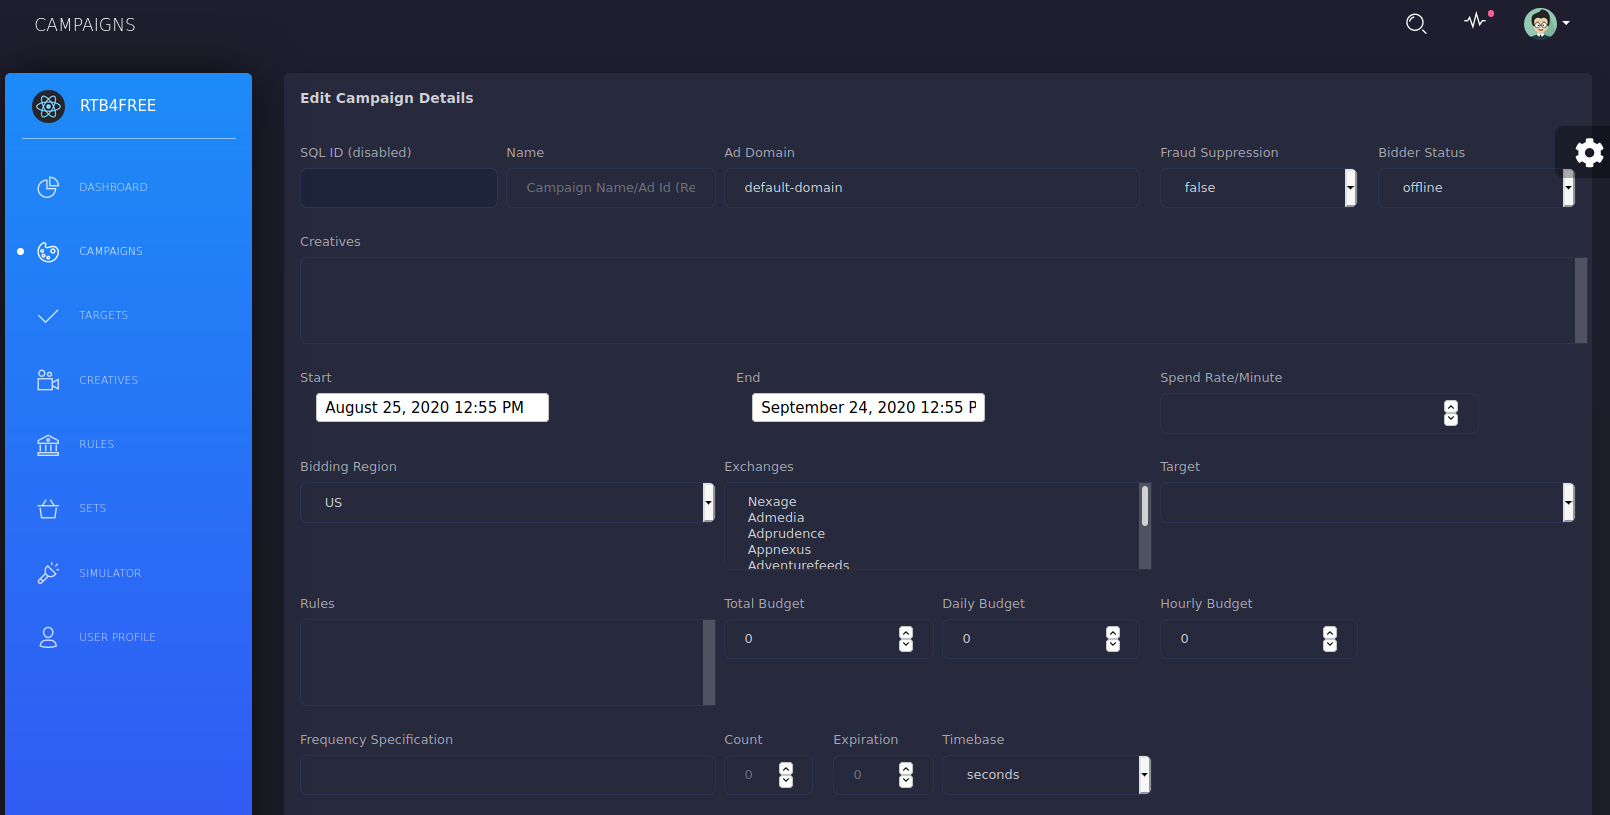 CAMPAIGNS
RTB4FREE
DASHBOARD
CAMPAIGNS
TARGETS
CREATIVES
RULES
SETS
SIMULATOR
USER PROFILE
Edit Campaign Details
SQL ID (disabled) Name Ad Domain Fraud Suppression Bidder Status
Campaign Name/Ad Id (Re default-domain false offline
Creatives
Start End Spend Rate/Minute
August 25, 2020 12:55 PM September 24, 2020 12:55 P
Bidding Region Exchanges Target
US
Nexage
Admedia
Adprudence
Appnexus
Adventurefeeds
Rules Total Budget Daily Budget Hourly Budget
0 0 0
Frequency Specification Count Expiration Timebase
0 0 seconds